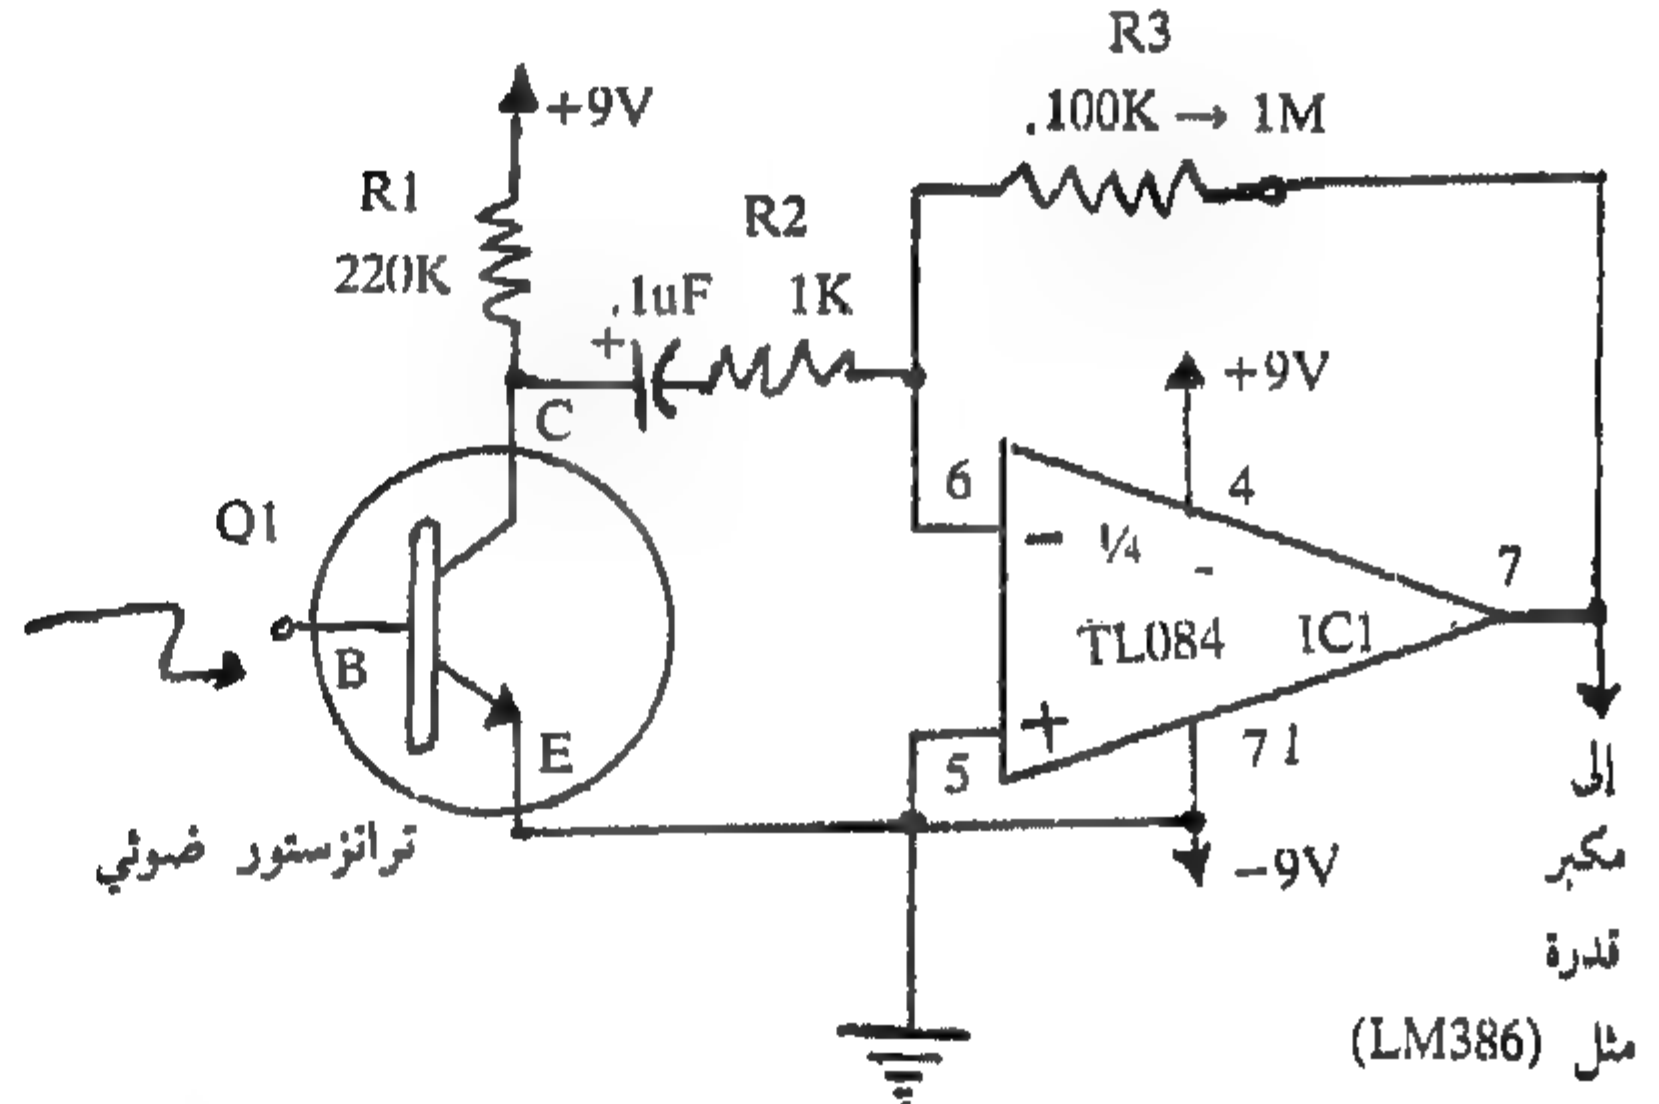 R3
.100K → 1M
+9V
R1
220K
R2
1K
.1uF
+
C
Q1
B
E
ترانزستور ضوئي
+9V
6
4
-
1/4
-
TL084
IC1
7
+
5
71
-9V
الى
مكبر
قدرة
مثل (LM386)